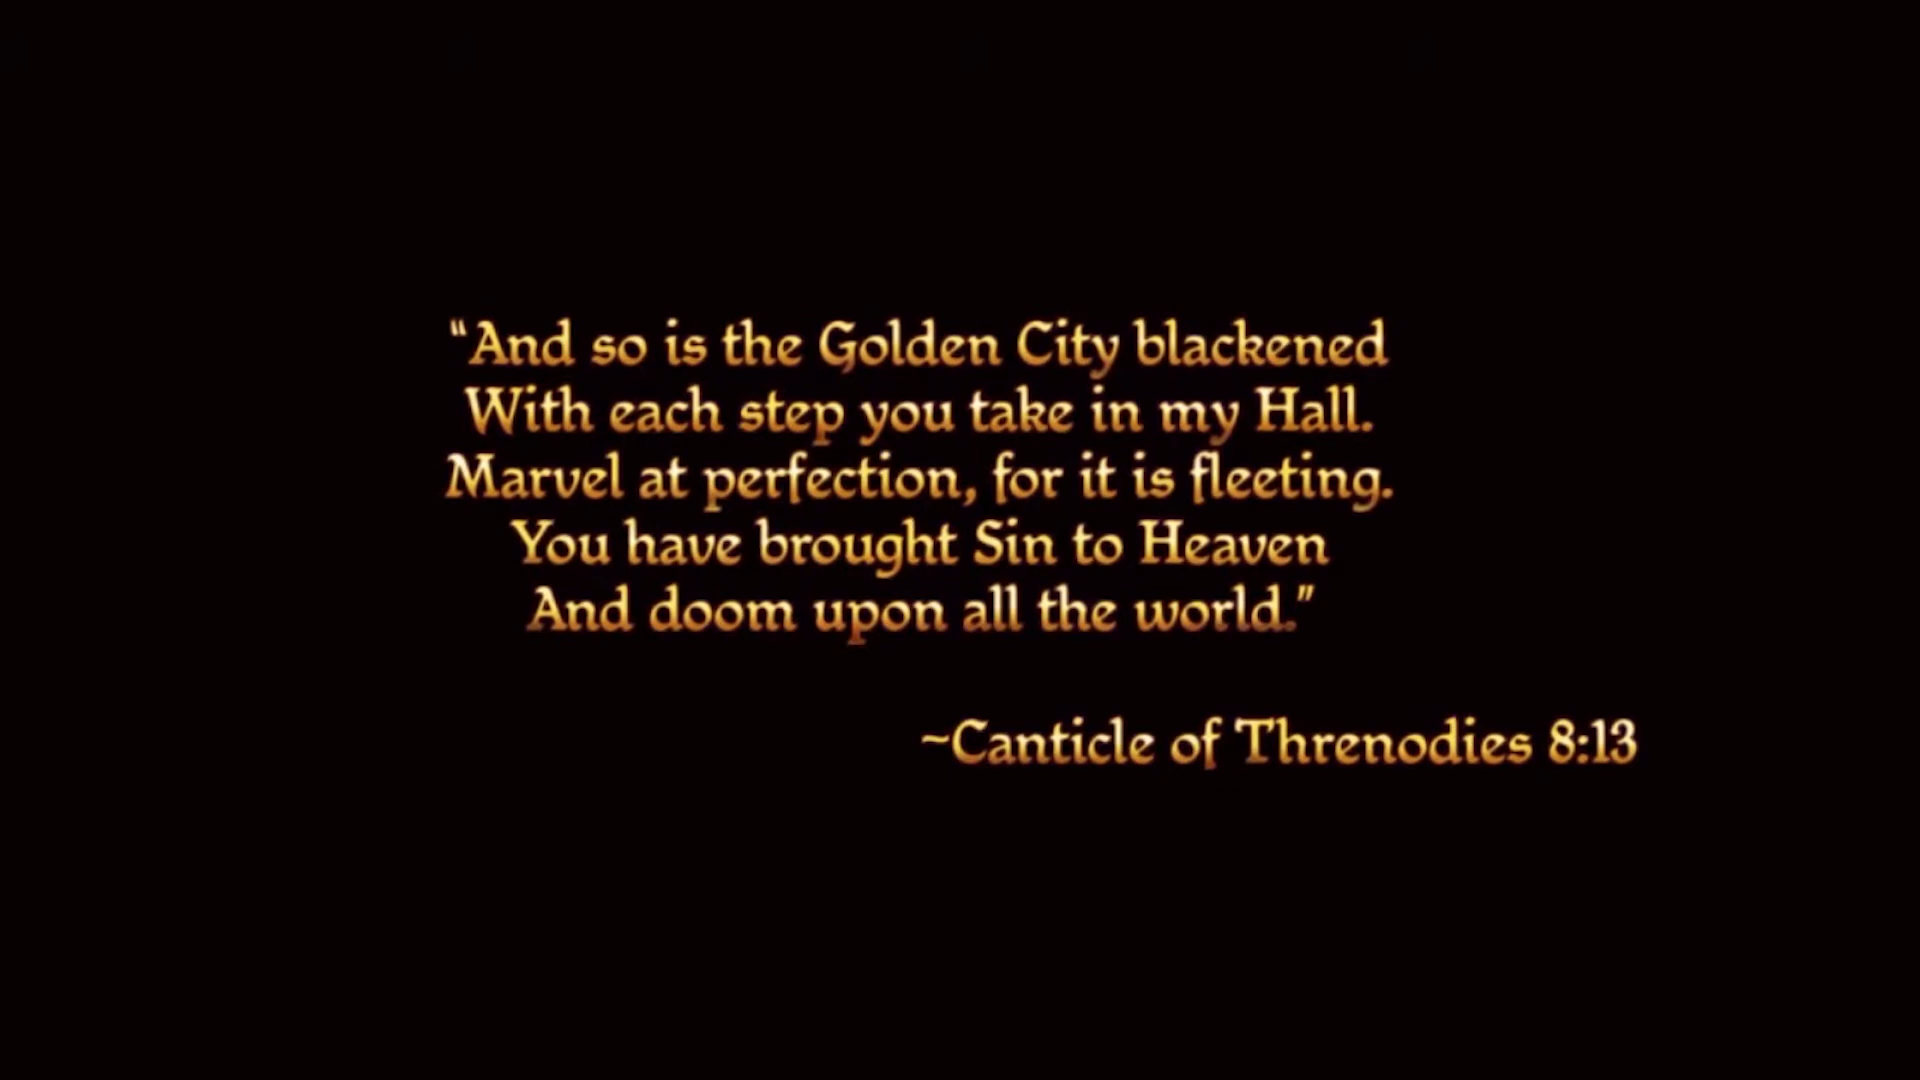 “And so is the Golden City blackened
With each step you take in my Hall.
Marvel at perfection, for it is fleeting.
You have brought Sin to Heaven
And doom upon all the world.”
~Canticle of Threnodies 8:13